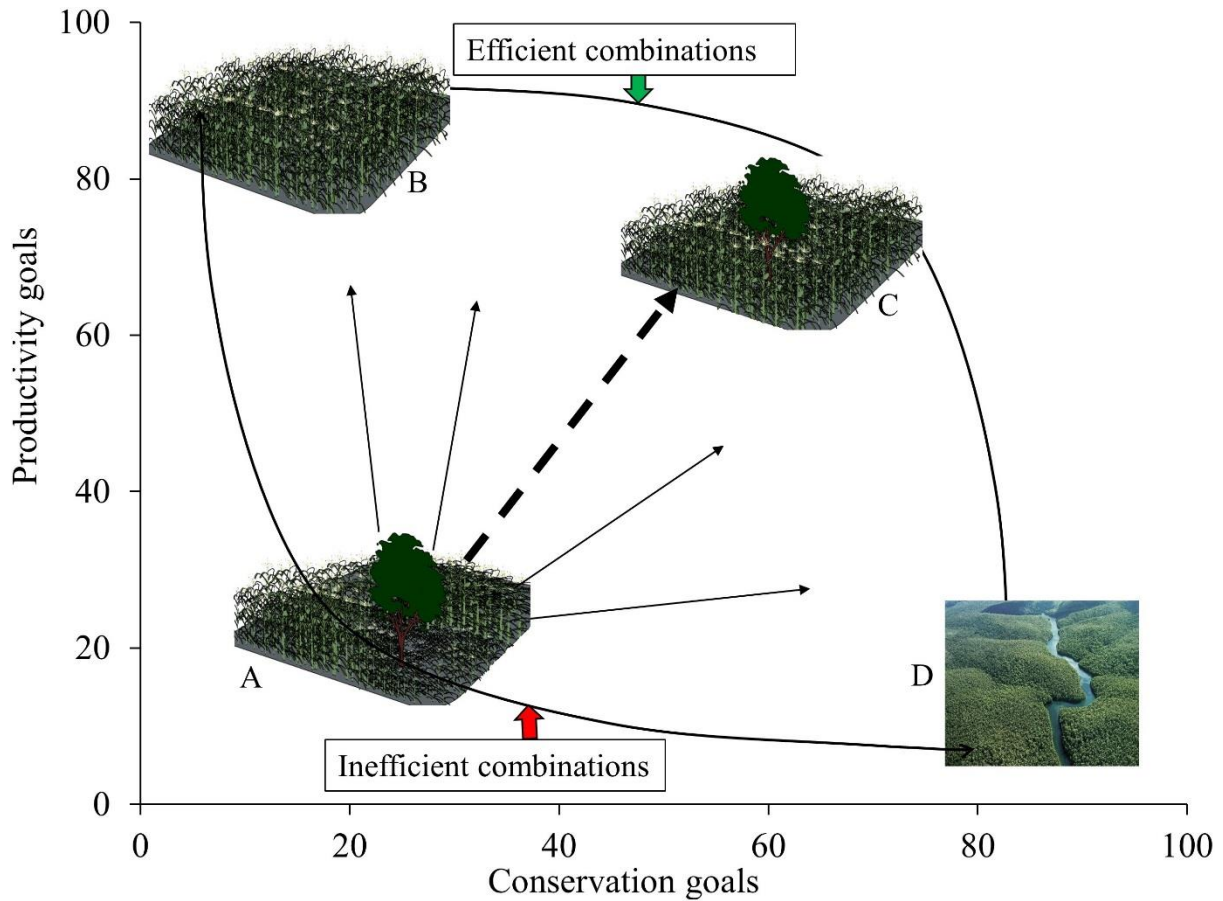 100
Efficient combinations
B
80
C
Productivity goals
60
40
A
20
D
Inefficient combinations
0
0 20 40 60 80 100
Conservation goals